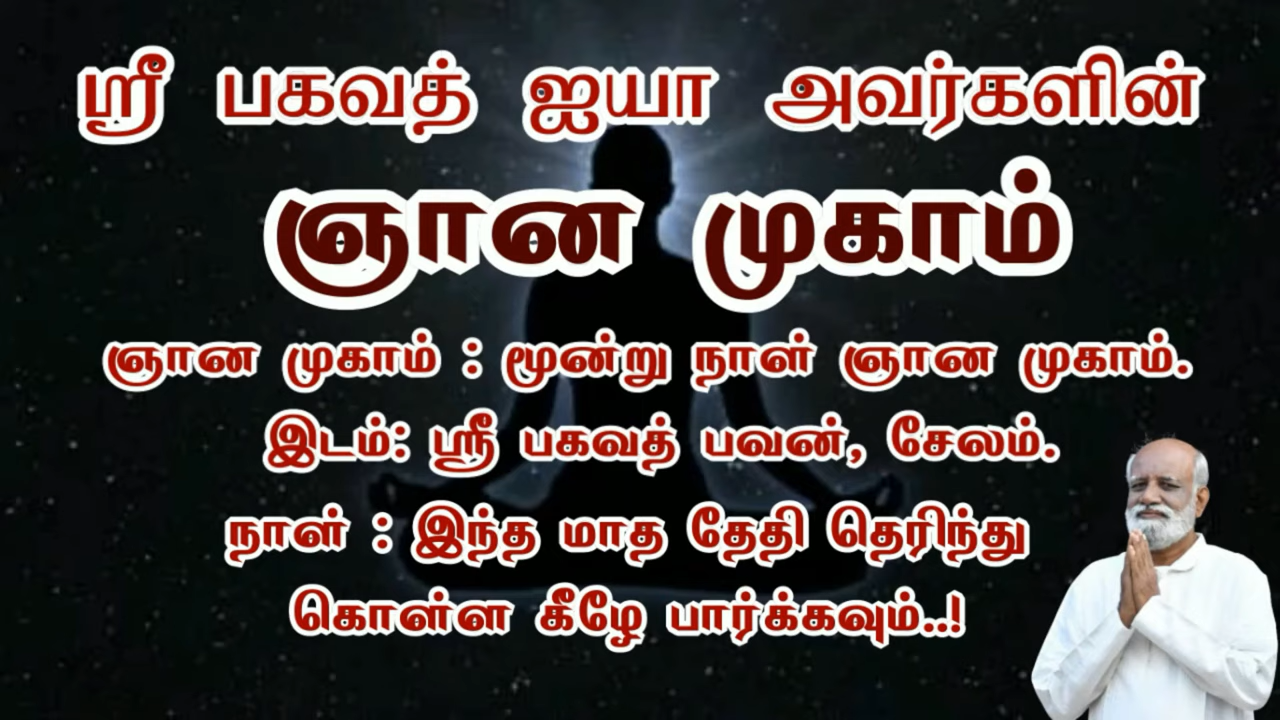 ஸ்ரீ பகவத் ஐயா அவர்களின்
ஞான முகாம்
ஞான முகாம் : மூன்று நாள் ஞான முகாம்.
இடம்: ஸ்ரீ பகவத் பவன், சேலம்.
நாள் : இந்த மாத தேதி தெரிந்து
கொள்ள கீழே பார்க்கவும்..!